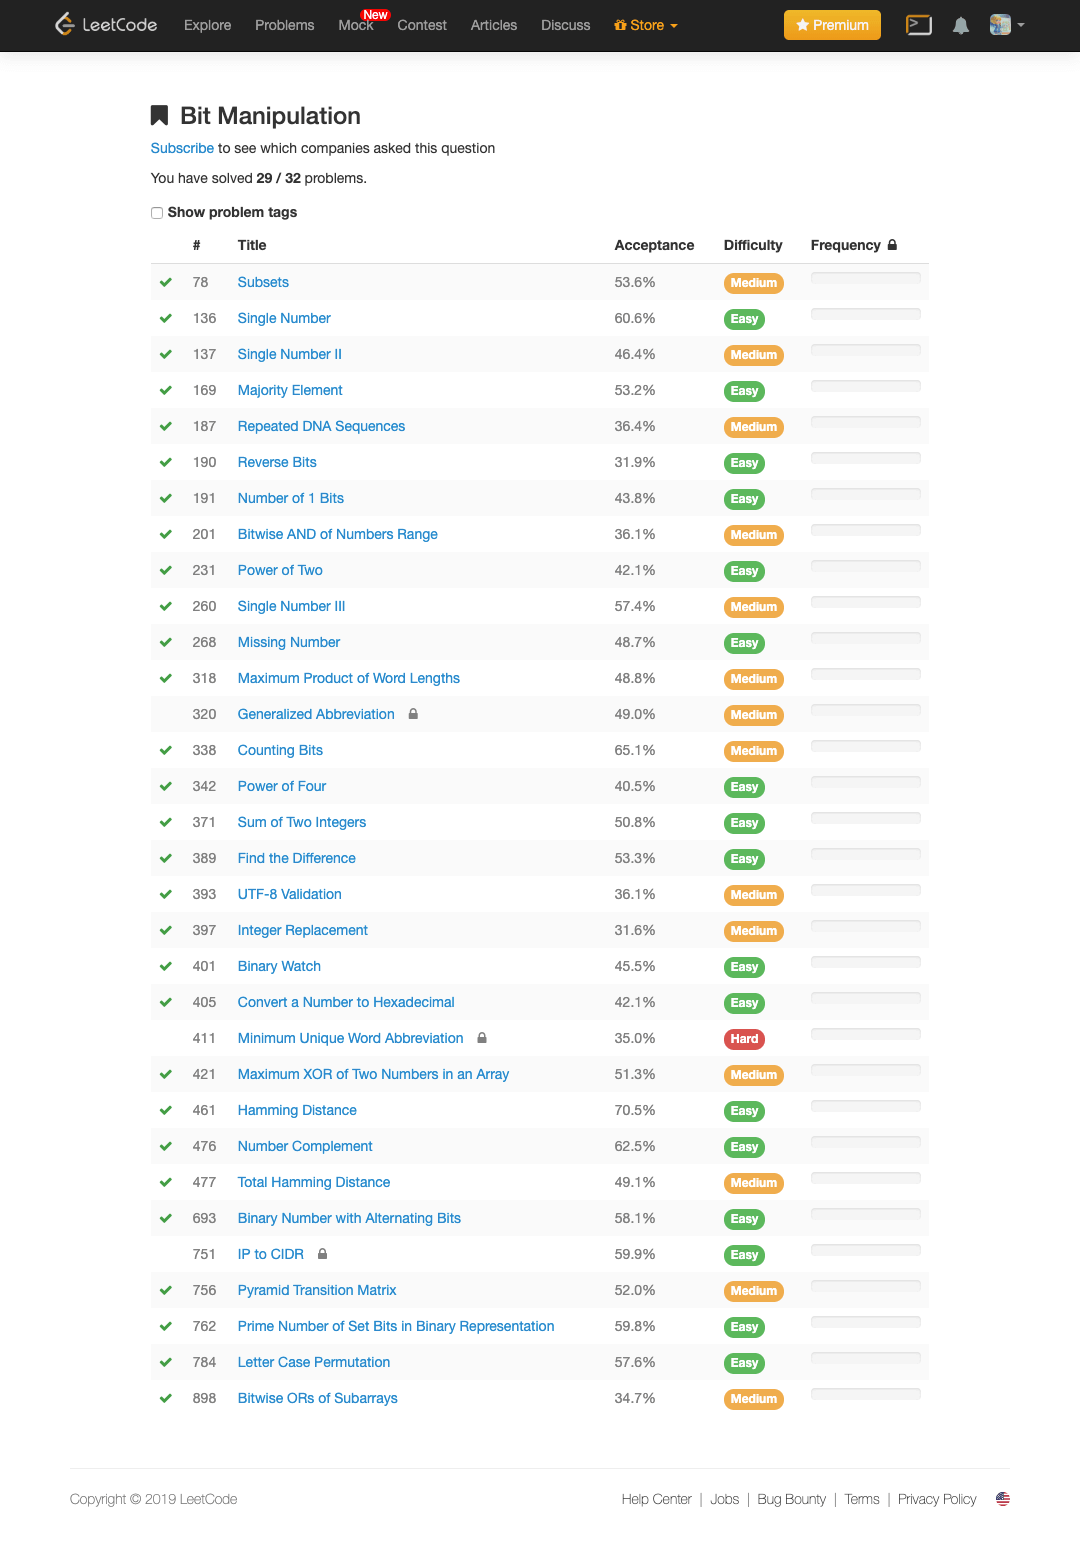 LeetCode Explore Problems Mock New Contest Articles Discuss Store Premium
Bit Manipulation
Subscribe to see which companies asked this question
You have solved 29 / 32 problems.
Show problem tags
# Title Acceptance Difficulty Frequency
78 Subsets 53.6% Medium
136 Single Number 60.6% Easy
137 Single Number II 46.4% Medium
169 Majority Element 53.2% Easy
187 Repeated DNA Sequences 36.4% Medium
190 Reverse Bits 31.9% Easy
191 Number of 1 Bits 43.8% Easy
201 Bitwise AND of Numbers Range 36.1% Medium
231 Power of Two 42.1% Easy
260 Single Number III 57.4% Medium
268 Missing Number 48.7% Easy
318 Maximum Product of Word Lengths 48.8% Medium
320 Generalized Abbreviation 49.0% Medium
338 Counting Bits 65.1% Medium
342 Power of Four 40.5% Easy
371 Sum of Two Integers 50.8% Easy
389 Find the Difference 53.3% Easy
393 UTF-8 Validation 36.1% Medium
397 Integer Replacement 31.6% Medium
401 Binary Watch 45.5% Easy
405 Convert a Number to Hexadecimal 42.1% Easy
411 Minimum Unique Word Abbreviation 35.0% Hard
421 Maximum XOR of Two Numbers in an Array 51.3% Medium
461 Hamming Distance 70.5% Easy
476 Number Complement 62.5% Easy
477 Total Hamming Distance 49.1% Medium
693 Binary Number with Alternating Bits 58.1% Easy
751 IP to CIDR 59.9% Easy
756 Pyramid Transition Matrix 52.0% Medium
762 Prime Number of Set Bits in Binary Representation 59.8% Easy
784 Letter Case Permutation 57.6% Easy
898 Bitwise ORs of Subarrays 34.7% Medium
Copyright © 2019 LeetCode Help Center | Jobs | Bug Bounty | Terms | Privacy Policy